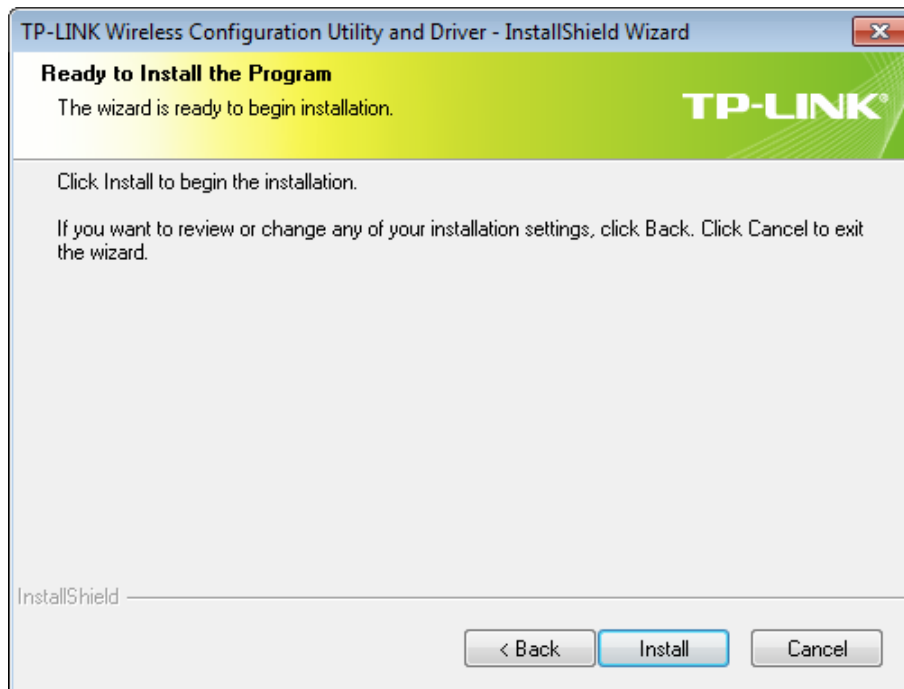 TP-LINK Wireless Configuration Utility and Driver - InstallShield Wizard
Ready to Install the Program
The wizard is ready to begin installation.
TP-LINK®
Click Install to begin the installation.
If you want to review or change any of your installation settings, click Back. Click Cancel to exit
the wizard.
InstallShield
< Back
Install
Cancel